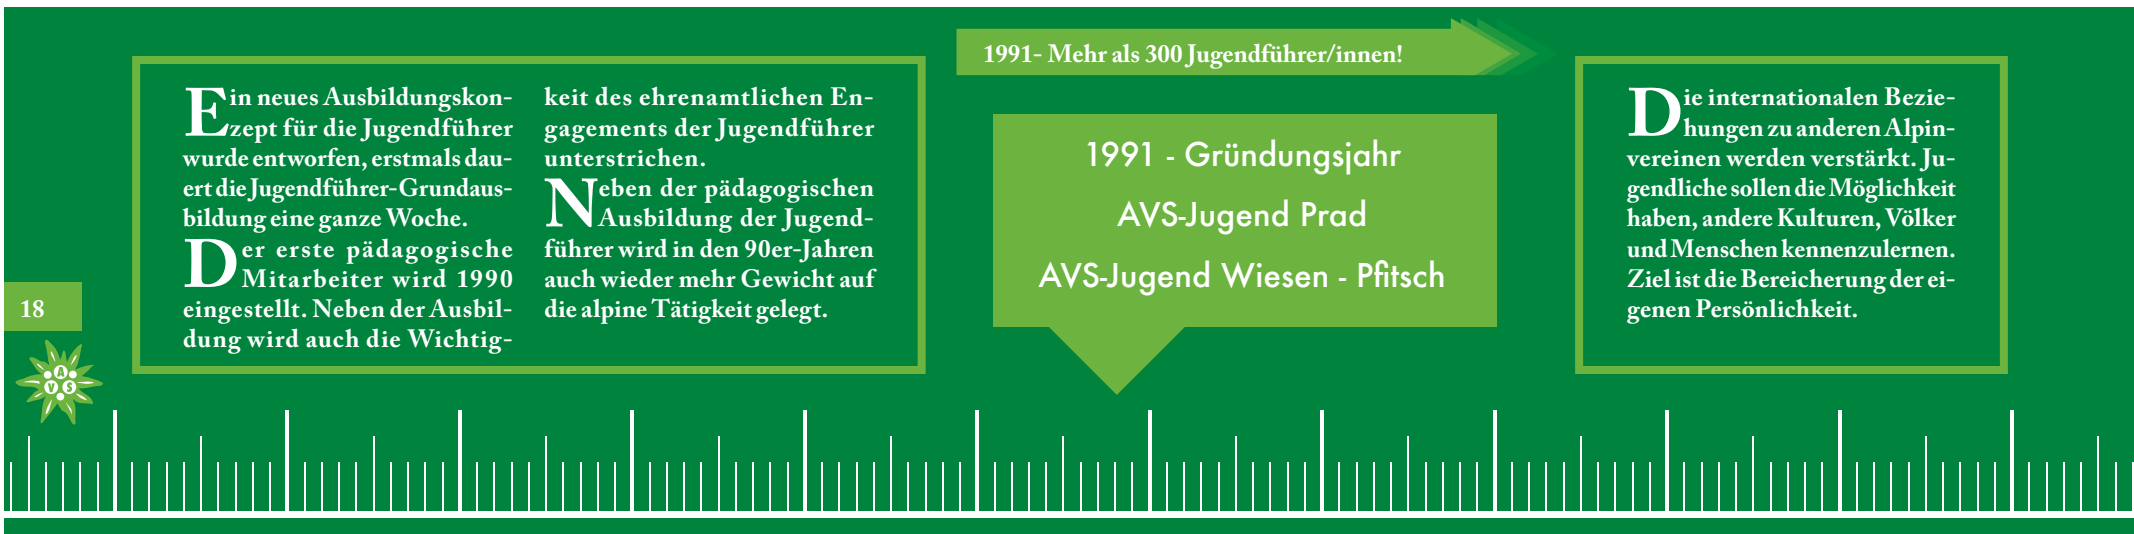 Ein neues Ausbildungskon-
zept für die Jugendführer
wurde entworfen, erstmals dau-
ert die Jugendführer-Grundaus-
bildung eine ganze Woche.
Der erste pädagogische
Mitarbeiter wird 1990
eingestellt. Neben der Ausbil-
dung wird auch die Wichtig-
keit des ehrenamtlichen En-
gagements der Jugendführer
unterstrichen.
Neben der pädagogischen
Ausbildung der Jugend-
führer wird in den 90er-Jahren
auch wieder mehr Gewicht auf
die alpine Tätigkeit gelegt.
1991- Mehr als 300 Jugendführer/innen!
1991 - Gründungsjahr
AVS-Jugend Prad
AVS-Jugend Wiesen - Pfitsch
Die internationalen Bezie-
hungen zu anderen Alpin-
vereinen werden verstärkt. Ju-
gendliche sollen die Möglichkeit
haben, andere Kulturen, Völker
und Menschen kennenzulernen.
Ziel ist die Bereicherung der ei-
genen Persönlichkeit.
18
A
V S